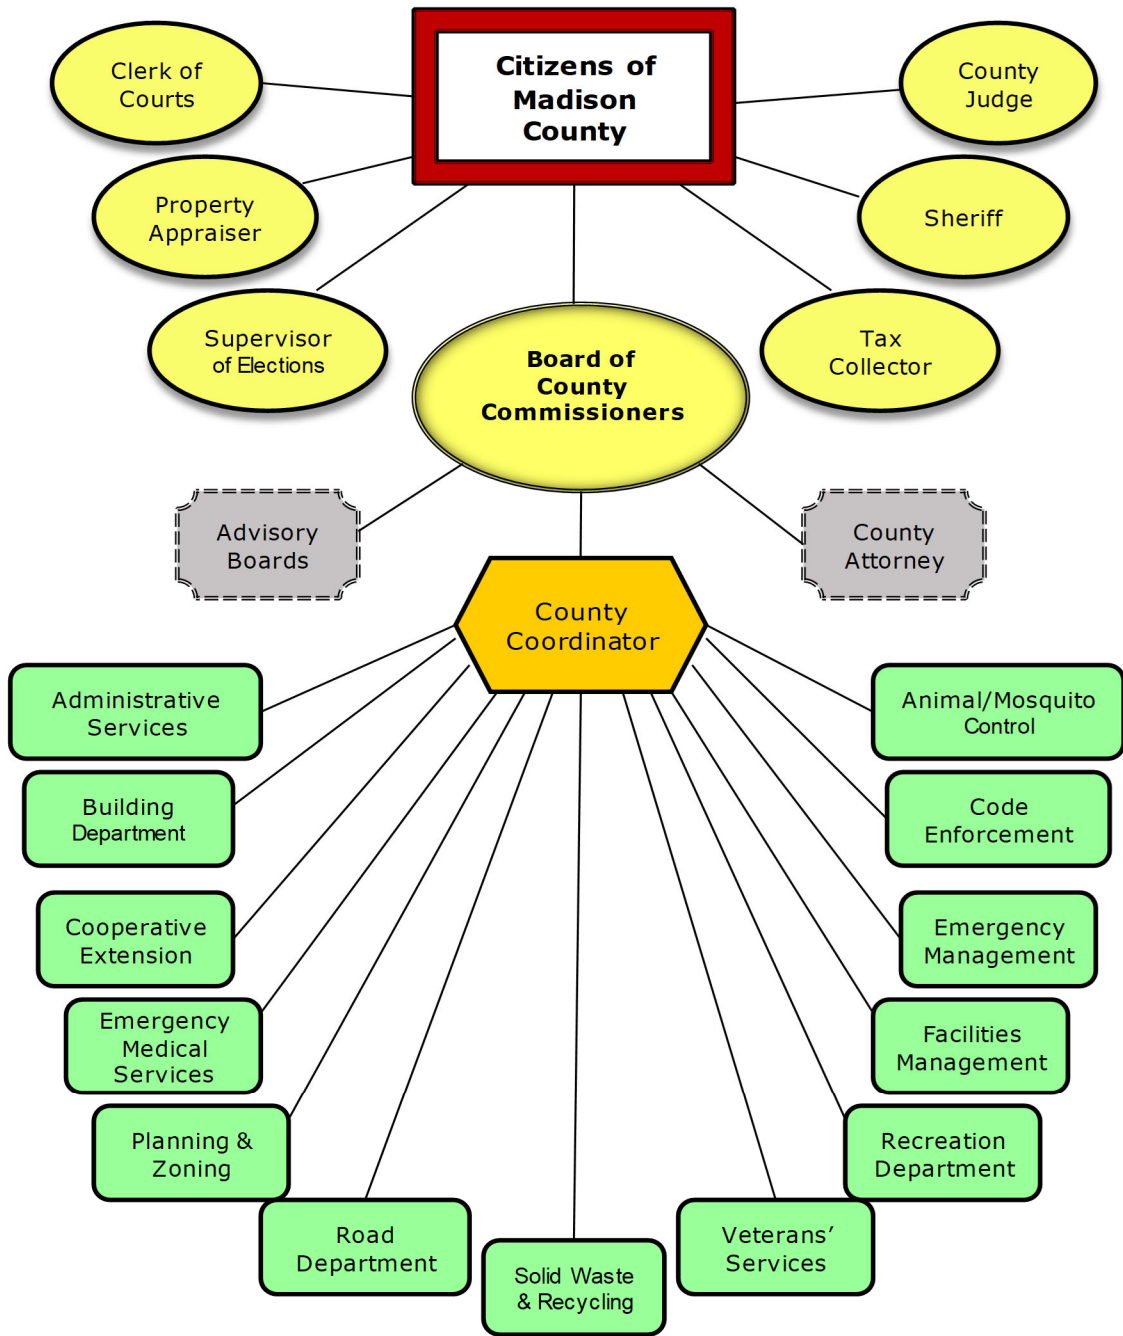 Citizens of
Madison
County
Clerk of
Courts
County
Judge
Property
Appraiser
Sheriff
Supervisor
of Elections
Board of
County
Commissioners
Tax
Collector
Advisory
Boards
County
Attorney
County
Coordinator
Administrative
Services
Animal/Mosquito
Control
Building
Department
Code
Enforcement
Cooperative
Extension
Emergency
Management
Emergency
Medical
Services
Facilities
Management
Planning &
Zoning
Recreation
Department
Road
Department
Veterans’
Services
Solid Waste
& Recycling